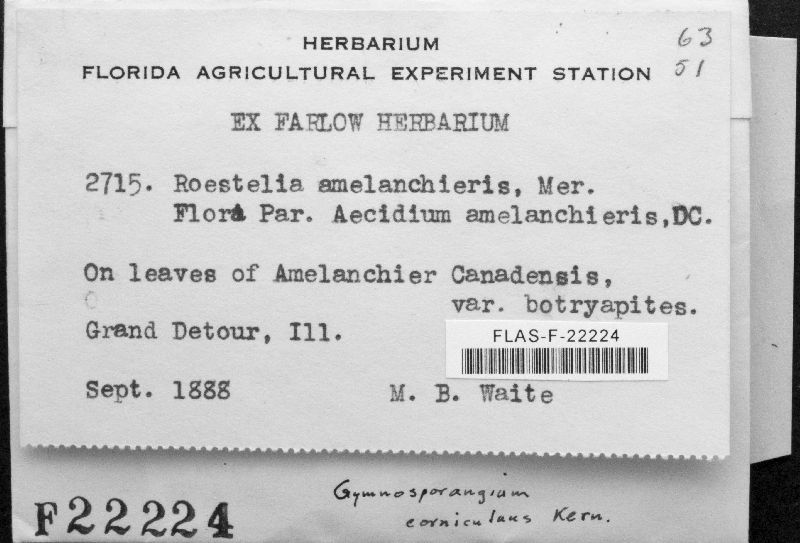 HERBARIUM
FLORIDA AGRICULTURAL EXPERIMENT STATION
63
51
EX FARLOW HERBARIUM
2715. Roestelia amelanchieris, Mer.
Flora Par. Aecidium amelanchieris,DC.
On leaves of Amelanchier Canadensis,
var. botryapites.
Grand Detour, Ill.
FLAS-F-22224
Sept. 1888 M. B. Waite
F22224
Gymnosporangium
corniculans Kern.